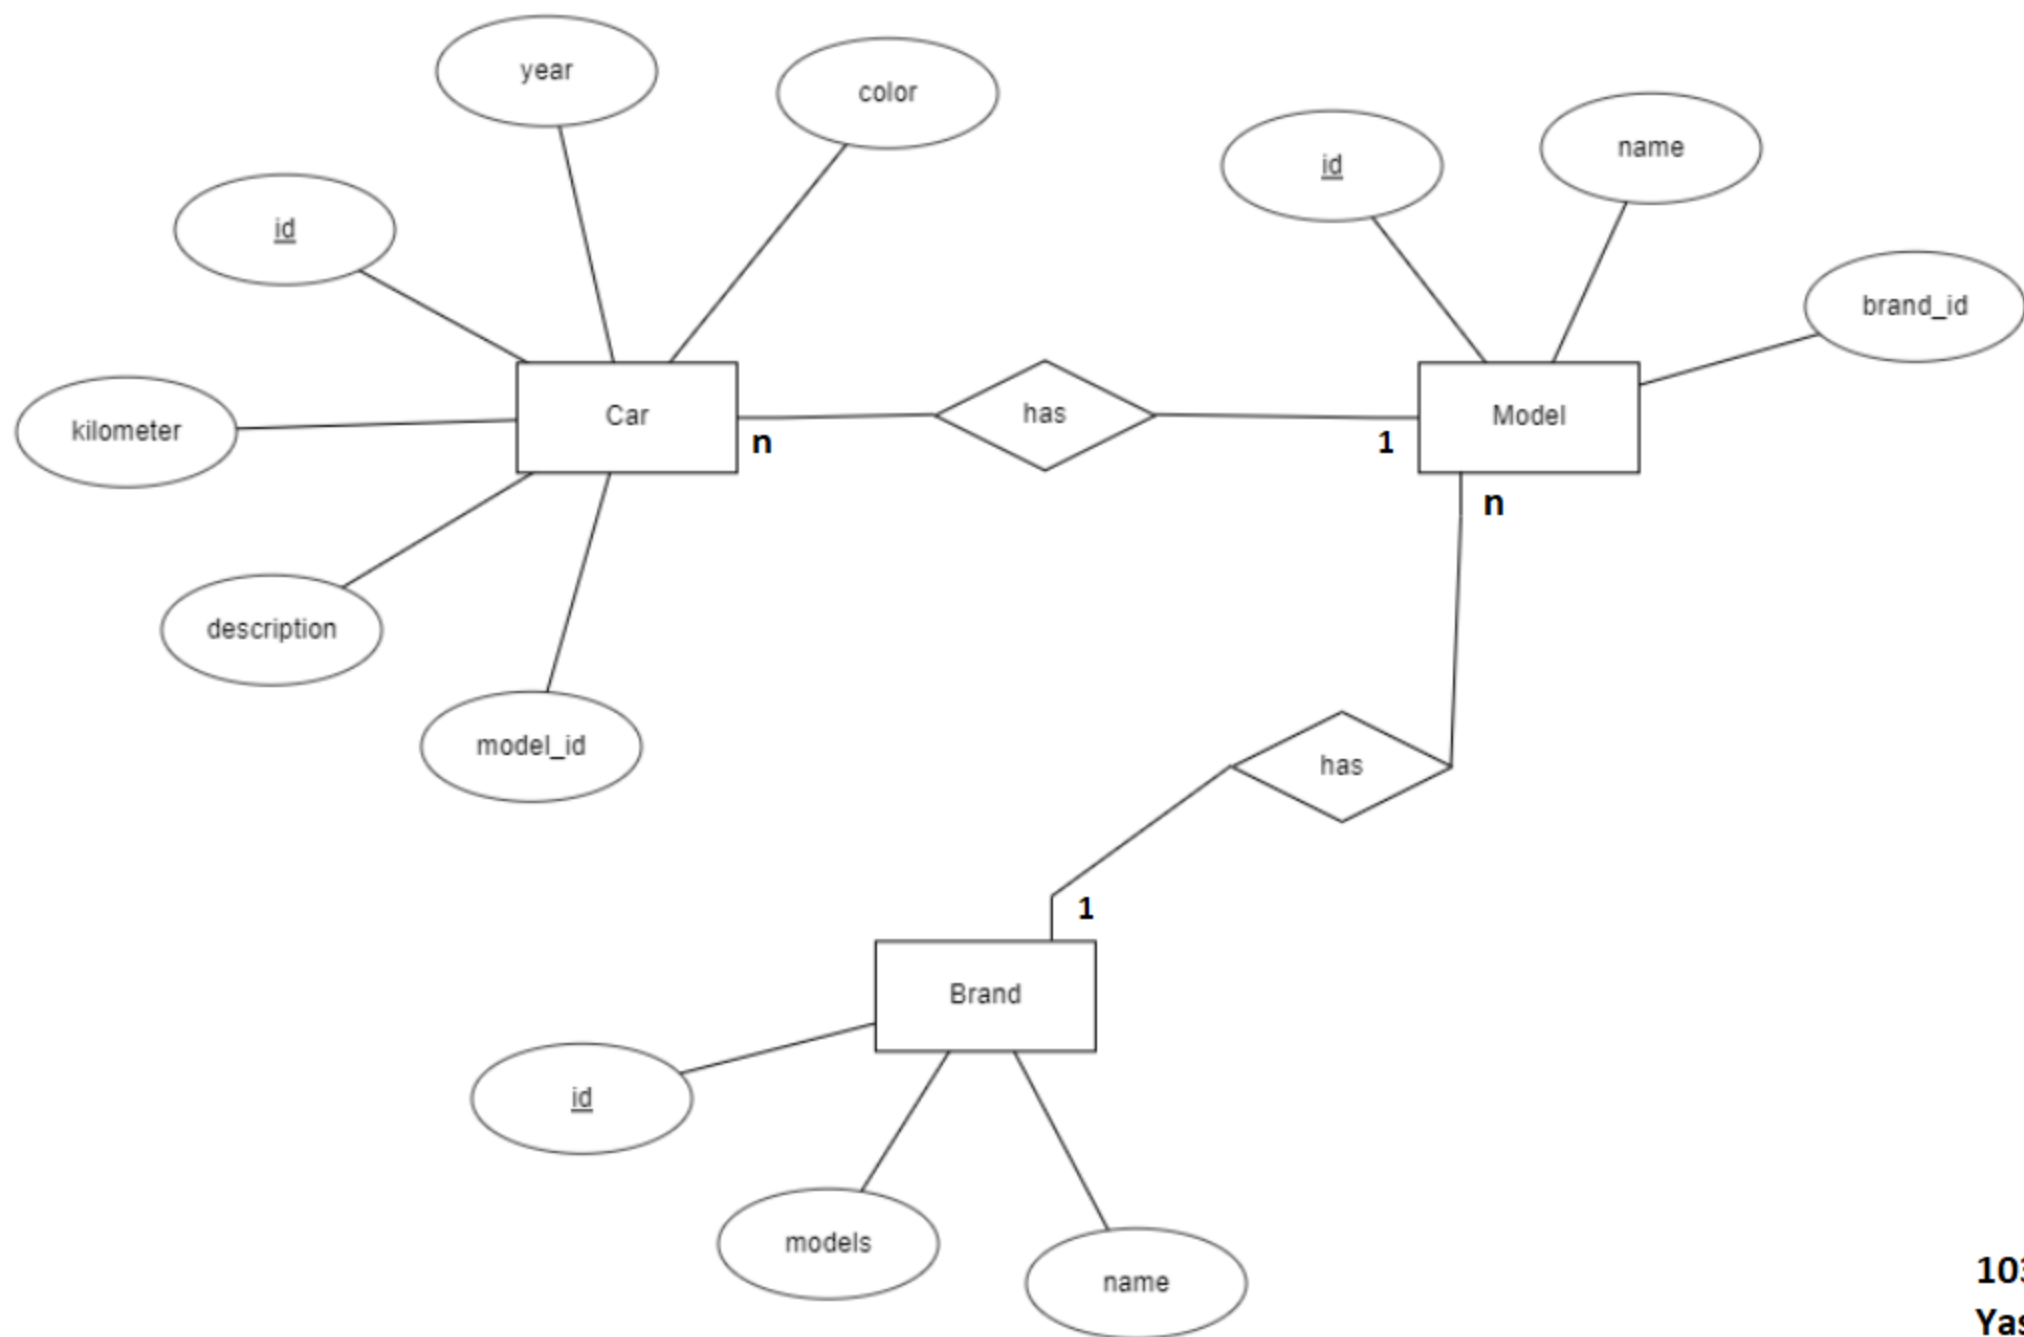 year
color
id
name
id
brand_id
kilometer
Car
has
Model
n
1
n
description
model_id
has
1
Brand
id
models
name